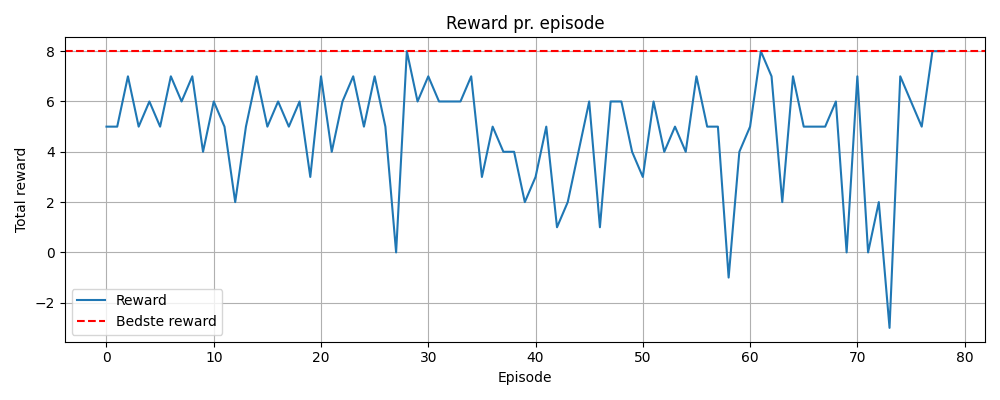 Reward pr. episode
Total reward
8
6
4
2
0
−2
Reward
Bedste reward
0 10 20 30 40 50 60 70 80
Episode